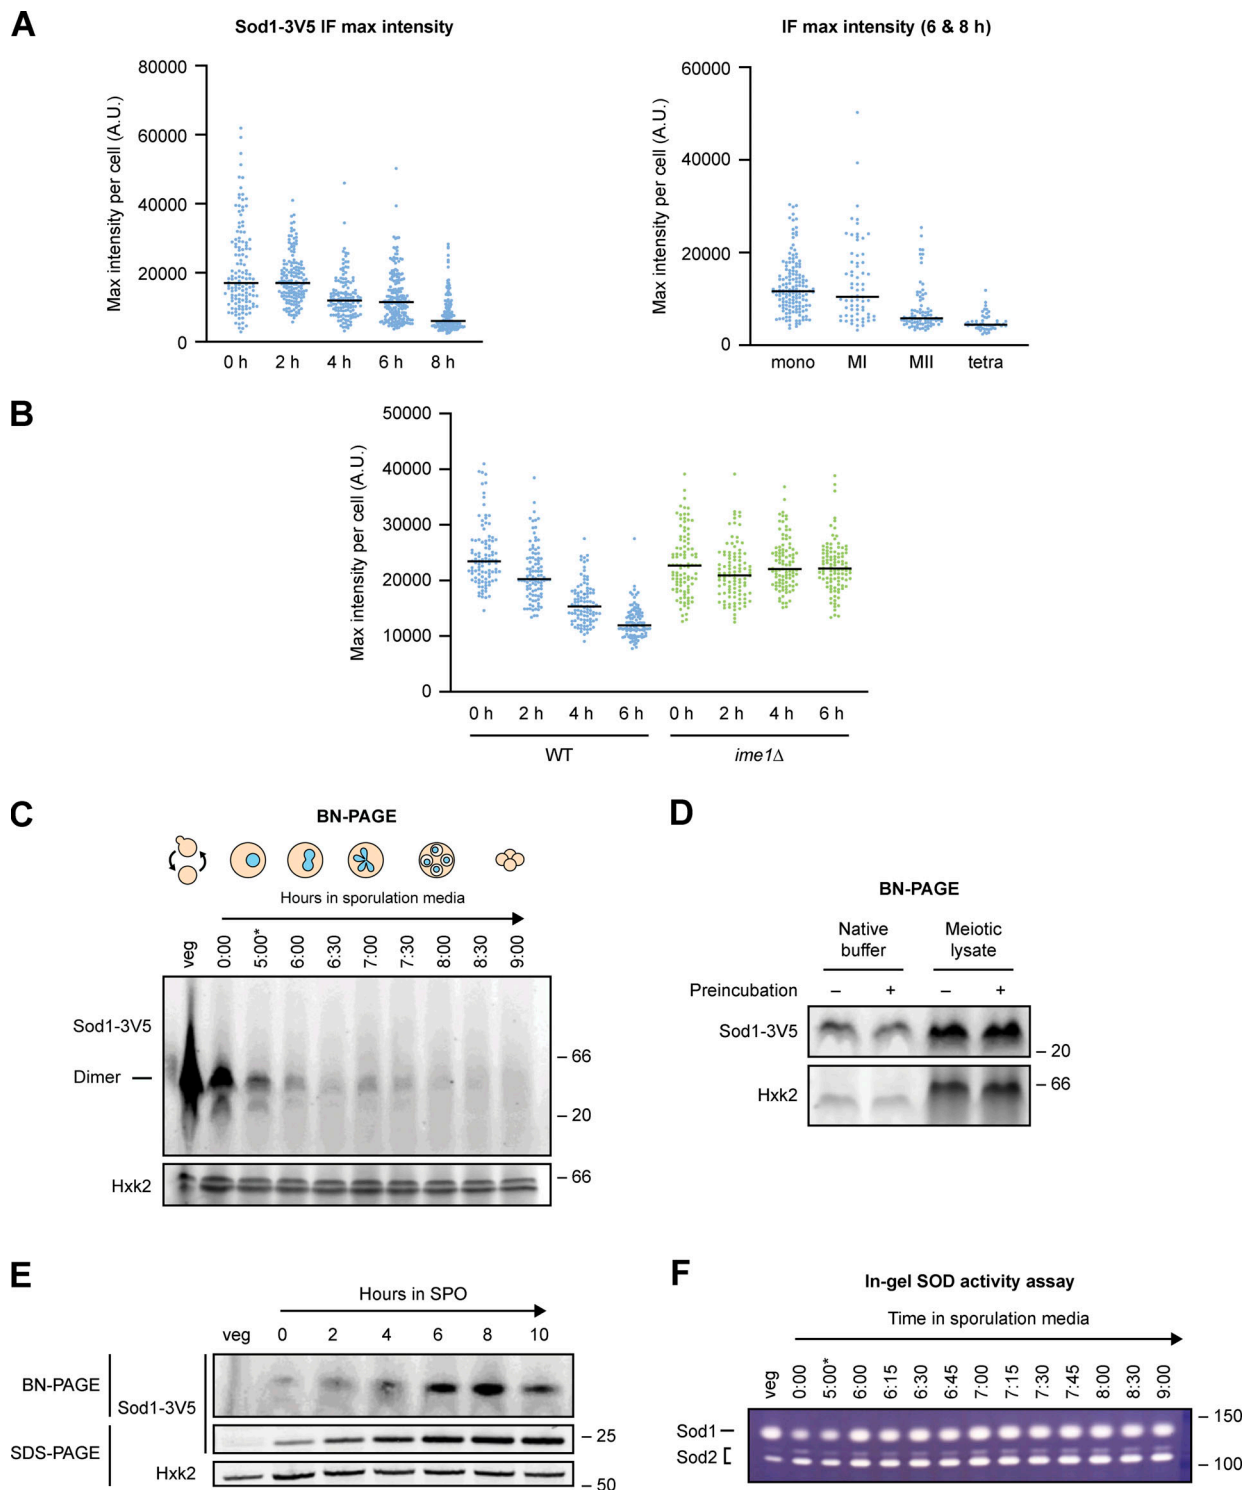 A
Sod1-3V5 IF max intensity
Max intensity per cell (A.U.)
80000
60000
40000
20000
0
0 h 2 h 4 h 6 h 8 h
IF max intensity (6 & 8 h)
Max intensity per cell (A.U.)
60000
40000
20000
0
mono MI MII tetra
B
Max intensity per cell (A.U.)
50000
40000
30000
20000
10000
0
0 h 2 h 4 h 6 h 0 h 2 h 4 h 6 h
WT ime1Δ
C
BN-PAGE
Hours in sporulation media
veg 0:00 5:00* 6:00 6:30 7:00 7:30 8:00 8:30 9:00
Sod1-3V5
– 66
Dimer —
– 20
Hxk2
– 66
D
BN-PAGE
Native buffer
Meiotic lysate
Preincubation – + – +
Sod1-3V5
– 20
Hxk2
– 66
E
Hours in SPO
veg 0 2 4 6 8 10
BN-PAGE
Sod1-3V5
SDS-PAGE
– 25
Hxk2
– 50
F
In-gel SOD activity assay
Time in sporulation media
veg 0:00 5:00* 6:00 6:15 6:30 6:45 7:00 7:15 7:30 7:45 8:00 8:30 9:00
– 150
Sod1 –
Sod2 [
– 100